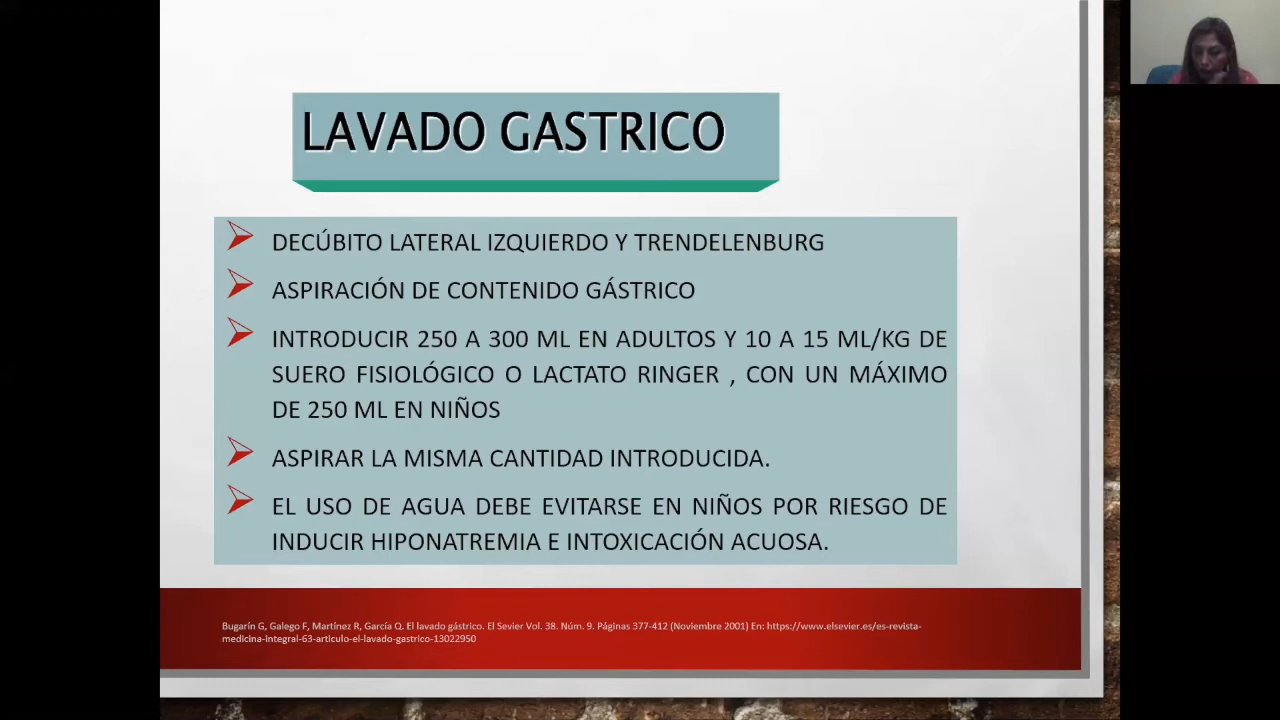 LAVADO GASTRICO
DECÚBITO LATERAL IZQUIERDO Y TRENDELENBURG
ASPIRACIÓN DE CONTENIDO GÁSTRICO
INTRODUCIR 250 A 300 ML EN ADULTOS Y 10 A 15 ML/KG DE
SUERO FISIOLÓGICO O LACTATO RINGER , CON UN MÁXIMO
DE 250 ML EN NIÑOS
ASPIRAR LA MISMA CANTIDAD INTRODUCIDA.
EL USO DE AGUA DEBE EVITARSE EN NIÑOS POR RIESGO DE
INDUCIR HIPONATREMIA E INTOXICACIÓN ACUOSA.
Bugarín G, Galego F, Martínez R, García Q. El lavado gástrico. El Sevier Vol. 38. Núm. 9. Páginas 377-412 (Noviembre 2001) En: https://www.elsevier.es/es-revista-
medicina-integral-63-articulo-el-lavado-gastrico-13022950